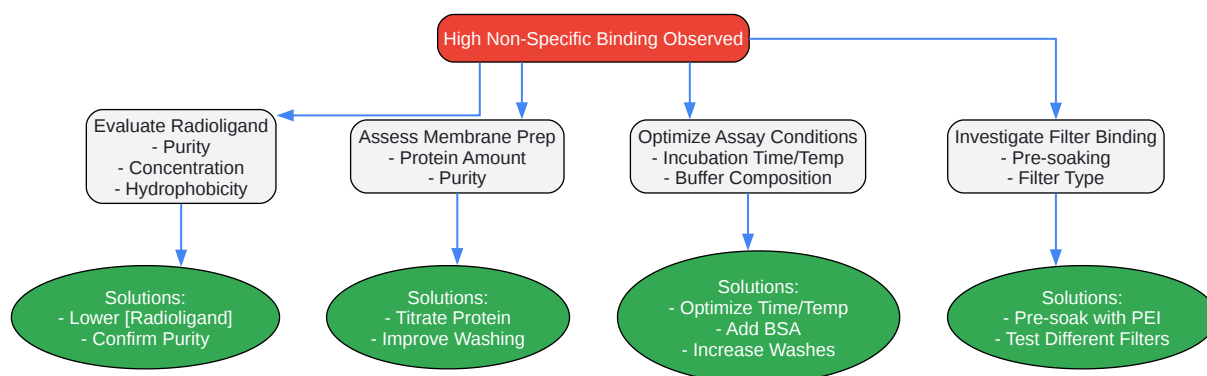 High Non-Specific Binding Observed
Evaluate Radioligand
- Purity
- Concentration
- Hydrophobicity
Assess Membrane Prep
- Protein Amount
- Purity
Optimize Assay Conditions
- Incubation Time/Temp
- Buffer Composition
Investigate Filter Binding
- Pre-soaking
- Filter Type
Solutions:
- Lower [Radioligand]
- Confirm Purity
Solutions:
- Titrate Protein
- Improve Washing
Solutions:
- Optimize Time/Temp
- Add BSA
- Increase Washes
Solutions:
- Pre-soak with PEI
- Test Different Filters